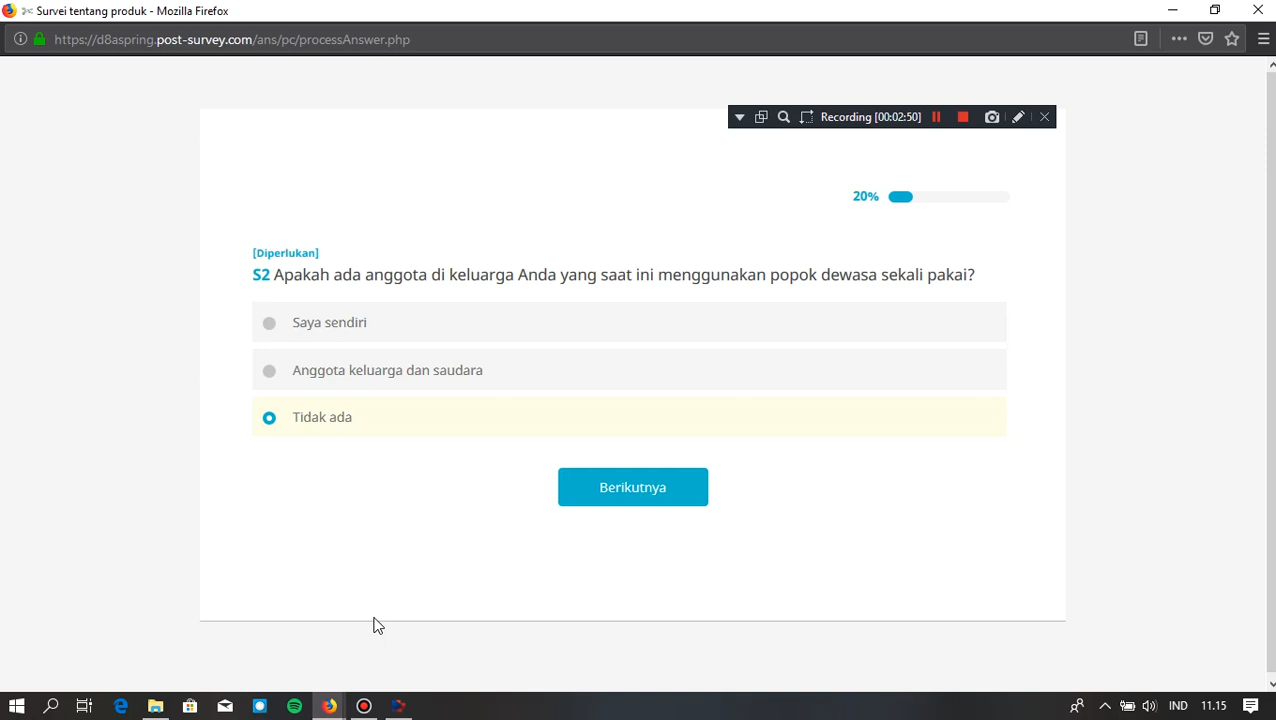 Survei tentang produk - Mozilla Firefox
https://d8aspring.post-survey.com/ans/pc/processAnswer.php
Recording [00:02:50]
20%
[Diperlukan]
S2 Apakah ada anggota di keluarga Anda yang saat ini menggunakan popok dewasa sekali pakai?
Saya sendiri
Anggota keluarga dan saudara
Tidak ada
Berikutnya
IND 11.15